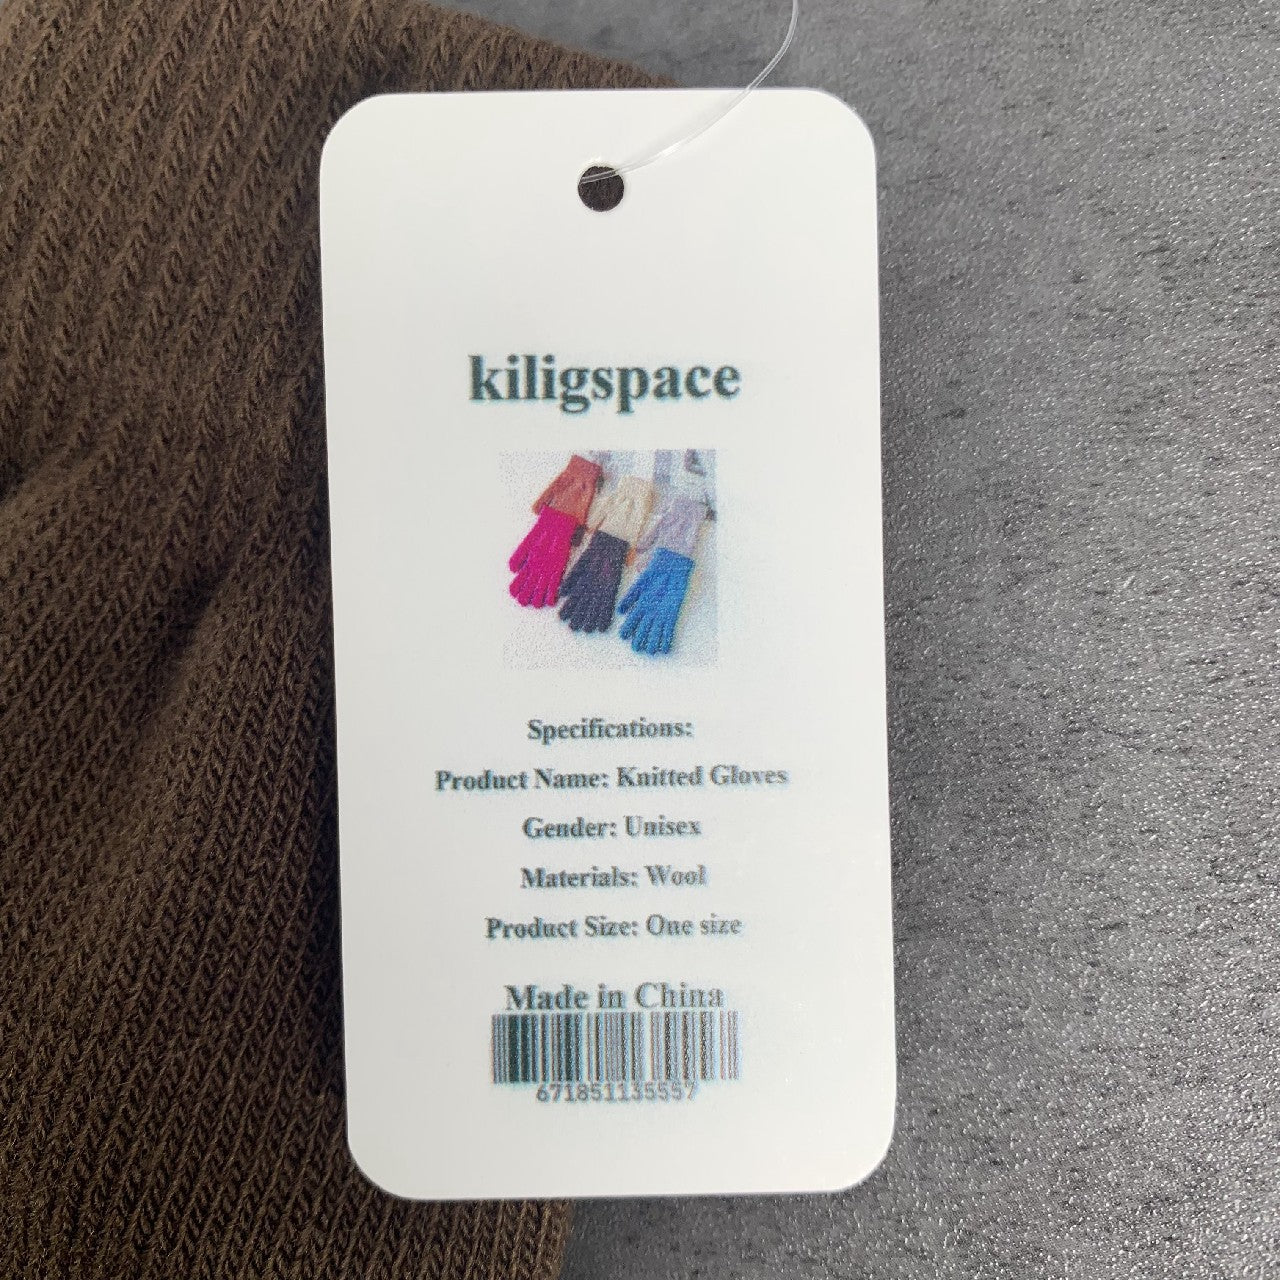 kiligspace
Specifications:
Product Name: Knitted Gloves
Gender: Unisex
Materials: Wool
Product Size: One size
Made in China
671851135557